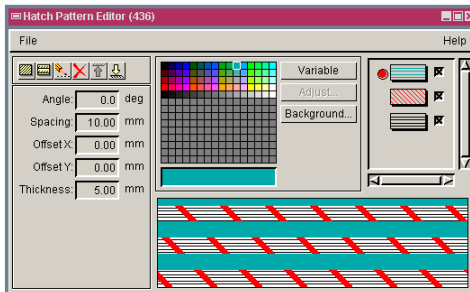 Hatch Pattern Editor (436)
File Help
Variable
Adjust...
Background...
Angle: 0.0 deg
Spacing: 10.00 mm
Offset X: 0.00 mm
Offset Y: 0.00 mm
Thickness: 5.00 mm